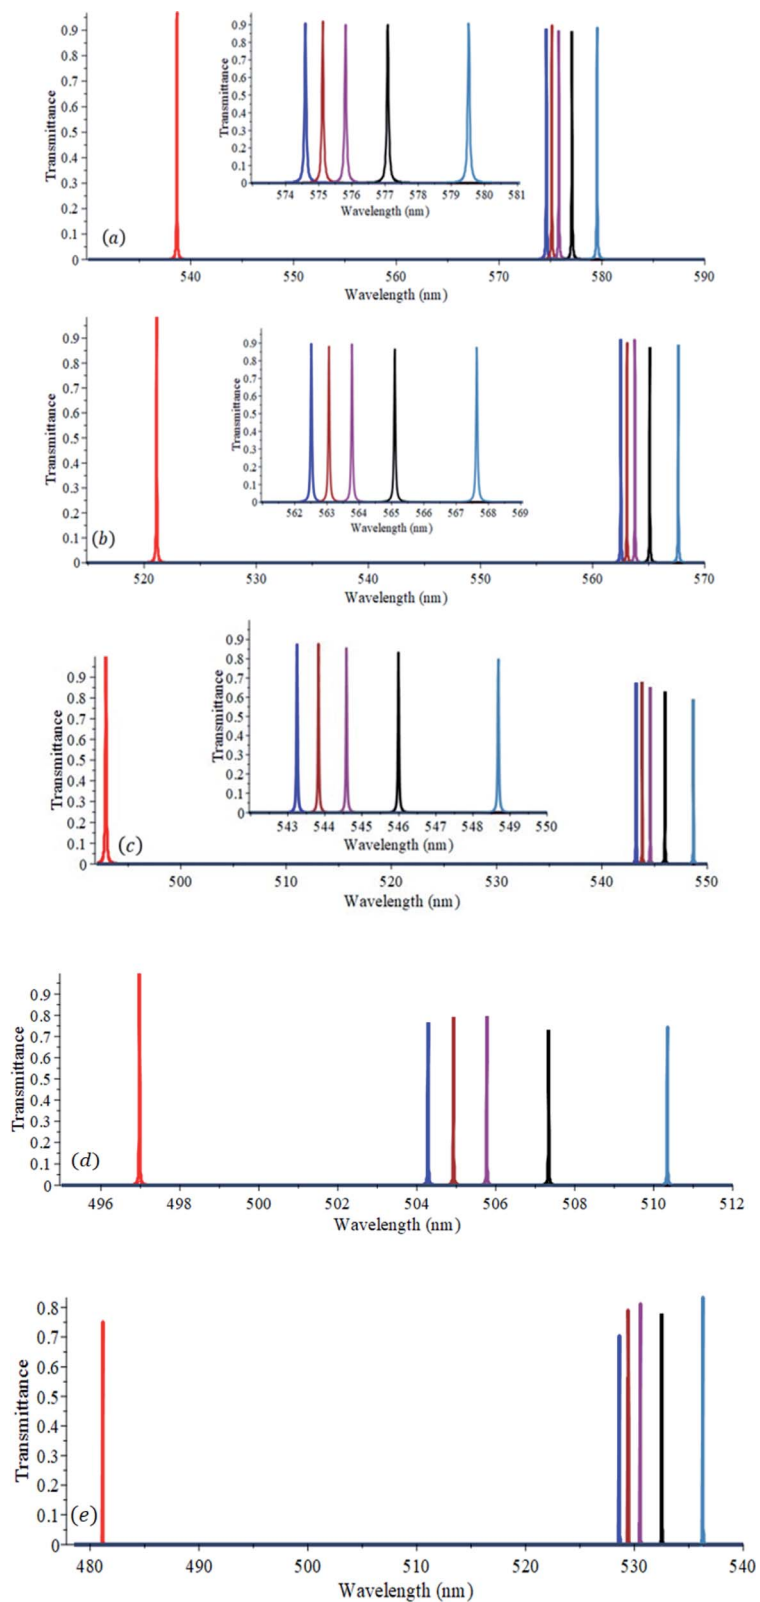 0.9
0.8
0.7
0.6
0.5
0.4
0.3
0.2
0.1
0
Transmittance
(a)
540 550 560 570 580 590
Wavelength (nm)
0.9
0.8
0.7
0.6
0.5
0.4
0.3
0.2
0.1
0
Transmittance
574 575 576 577 578 579 580 581
Wavelength (nm)
0.9
0.8
0.7
0.6
0.5
0.4
0.3
0.2
0.1
0
Transmittance
(b)
520 530 540 550 560 570
Wavelength (nm)
0.9
0.8
0.7
0.6
0.5
0.4
0.3
0.2
0.1
0
Transmittance
562 563 564 565 566 567 568 569
Wavelength (nm)
0.9
0.8
0.7
0.6
0.5
0.4
0.3
0.2
0.1
0
Transmittance
(c)
500 510 520 530 540 550
Wavelength (nm)
0.9
0.8
0.7
0.6
0.5
0.4
0.3
0.2
0.1
0
Transmittance
543 544 545 546 547 548 549 550
Wavelength (nm)
0.9
0.8
0.7
0.6
0.5
0.4
0.3
0.2
0.1
0
Transmittance
(d)
496 498 500 502 504 506 508 510 512
Wavelength (nm)
0.8
0.7
0.6
0.5
0.4
0.3
0.2
0.1
0
Transmittance
(e)
480 490 500 510 520 530 540
Wavelength (nm)